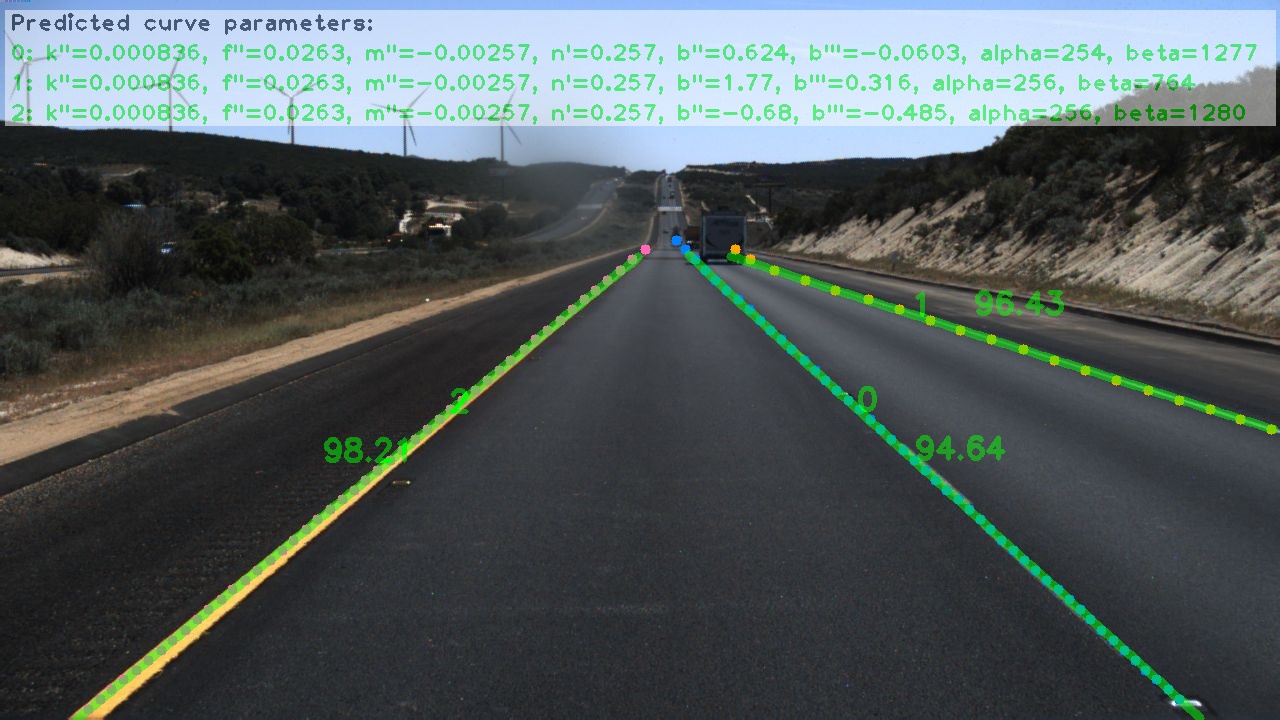 Predicted curve parameters:
0: k''=0.000836, f''=0.0263, m''=-0.00257, n'=0.257, b''=0.624, b'''=-0.0603, alpha=254, beta=1277
1: k''=0.000836, f''=0.0263, m''=-0.00257, n'=0.257, b''=1.77, b'''=0.316, alpha=256, beta=764
2: k''=0.000836, f''=0.0263, m''=-0.00257, n'=0.257, b''=-0.68, b'''=-0.485, alpha=256, beta=1280
1 96.43
2 0
98.21 94.64